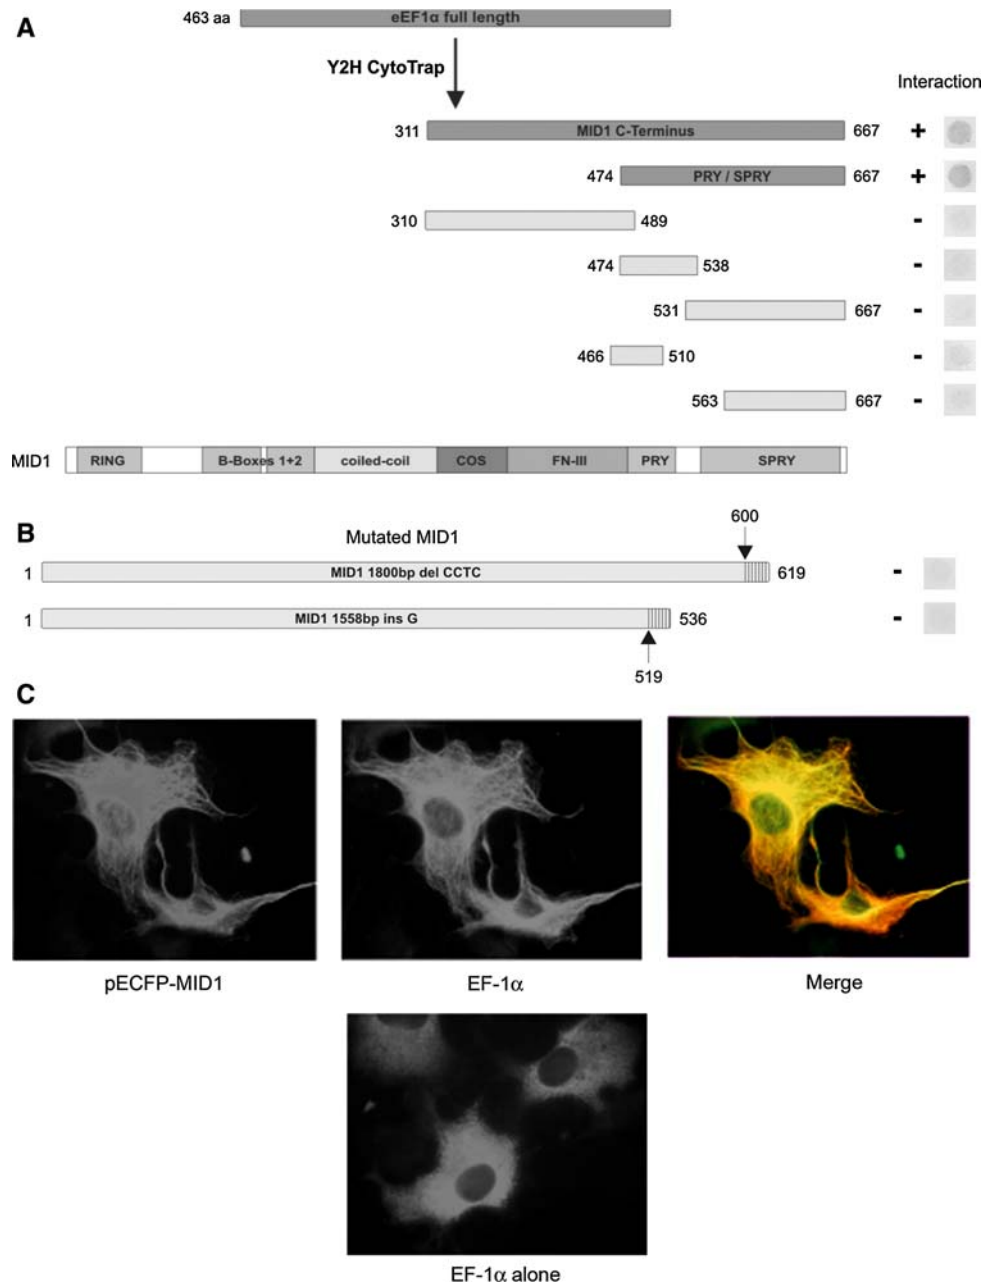 A
463 aa eEF1α full length
Y2H CytoTrap
Interaction
311 MID1 C-Terminus 667 +
474 PRY / SPRY 667 +
310 489 -
474 538 -
531 667 -
466 510 -
563 667 -
MID1 RING B-Boxes 1+2 coiled-coil COS FN-III PRY SPRY
B
Mutated MID1
600
1 MID1 1800bp del CCTC 619 -
1 MID1 1558bp ins G 536 -
519
C
pECFP-MID1 EF-1α Merge
EF-1α alone